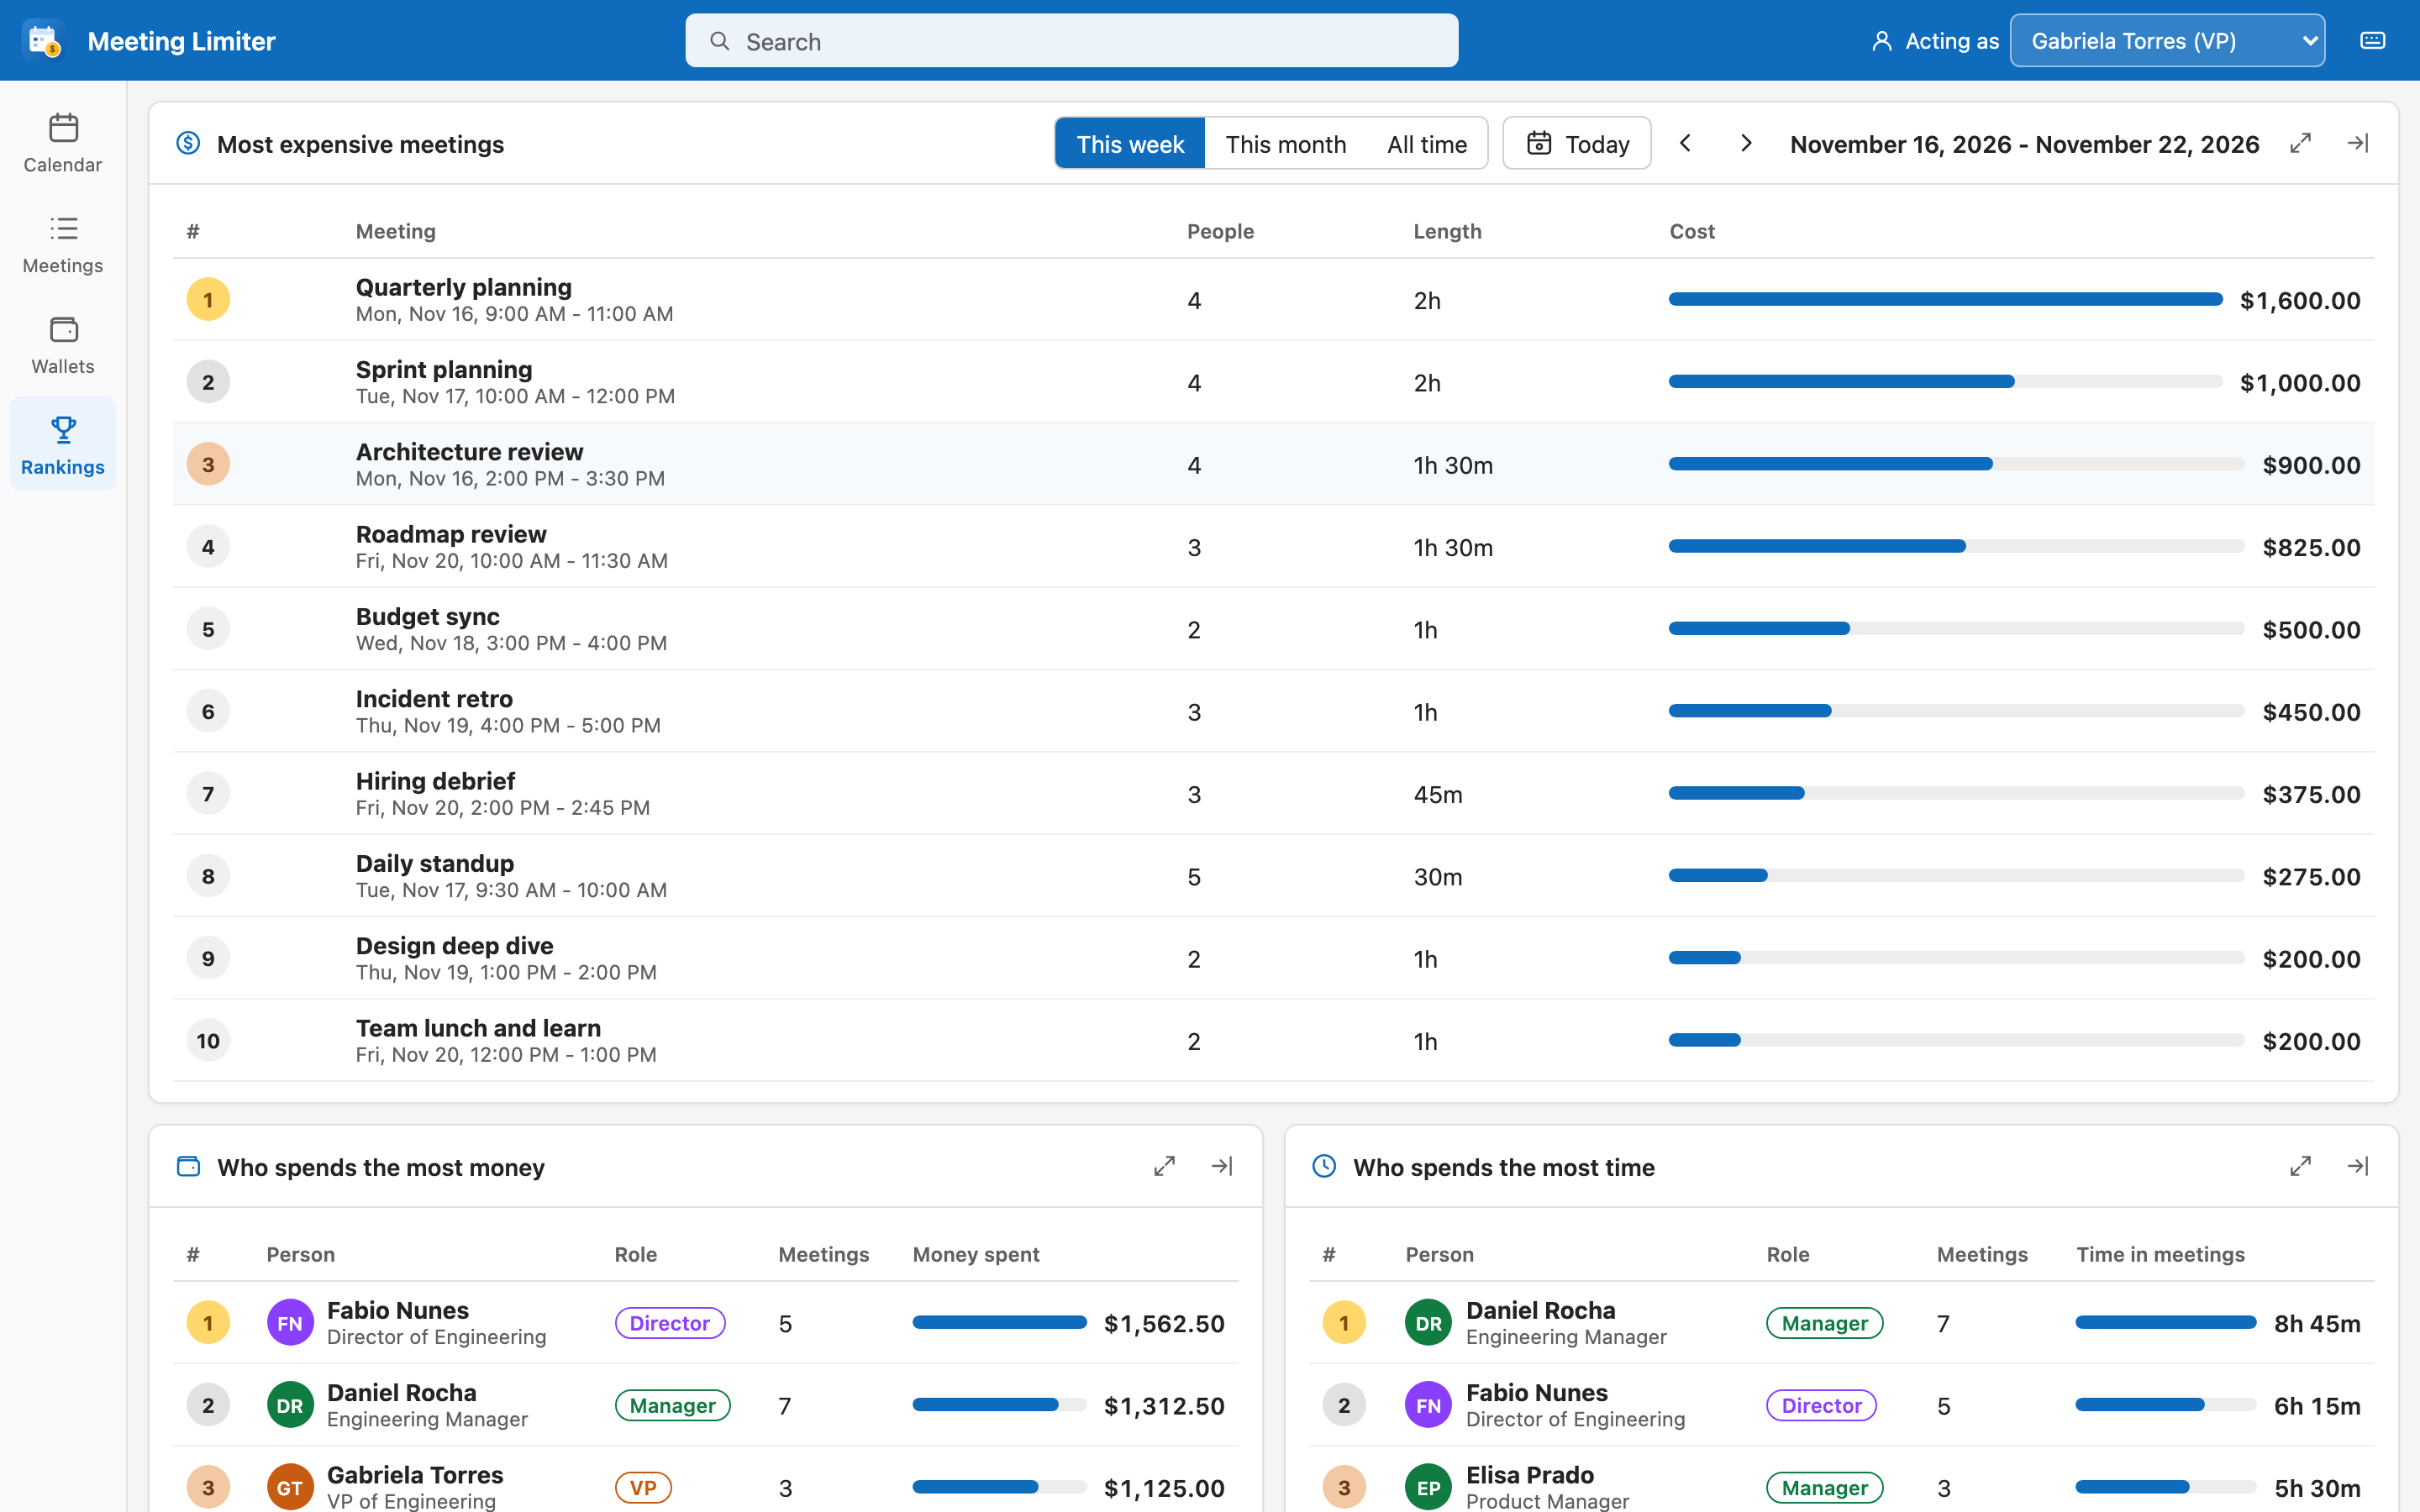 Meeting Limiter
Search
Acting as
Gabriela Torres (VP)
Calendar
Meetings
Wallets
Rankings
Most expensive meetings
This week
This month
All time
Today
November 16, 2026 - November 22, 2026
# Meeting People Length Cost
1 Quarterly planning 4 2h $1,600.00
Mon, Nov 16, 9:00 AM - 11:00 AM
2 Sprint planning 4 2h $1,000.00
Tue, Nov 17, 10:00 AM - 12:00 PM
3 Architecture review 4 1h 30m $900.00
Mon, Nov 16, 2:00 PM - 3:30 PM
4 Roadmap review 3 1h 30m $825.00
Fri, Nov 20, 10:00 AM - 11:30 AM
5 Budget sync 2 1h $500.00
Wed, Nov 18, 3:00 PM - 4:00 PM
6 Incident retro 3 1h $450.00
Thu, Nov 19, 4:00 PM - 5:00 PM
7 Hiring debrief 3 45m $375.00
Fri, Nov 20, 2:00 PM - 2:45 PM
8 Daily standup 5 30m $275.00
Tue, Nov 17, 9:30 AM - 10:00 AM
9 Design deep dive 2 1h $200.00
Thu, Nov 19, 1:00 PM - 2:00 PM
10 Team lunch and learn 2 1h $200.00
Fri, Nov 20, 12:00 PM - 1:00 PM
Who spends the most money
# Person Role Meetings Money spent
1 FN Fabio Nunes Director 5 $1,562.50
Director of Engineering
2 DR Daniel Rocha Manager 7 $1,312.50
Engineering Manager
3 GT Gabriela Torres VP 3 $1,125.00
VP of Engineering
Who spends the most time
# Person Role Meetings Time in meetings
1 DR Daniel Rocha Manager 7 8h 45m
Engineering Manager
2 FN Fabio Nunes Director 5 6h 15m
Director of Engineering
3 EP Elisa Prado Manager 3 5h 30m
Product Manager